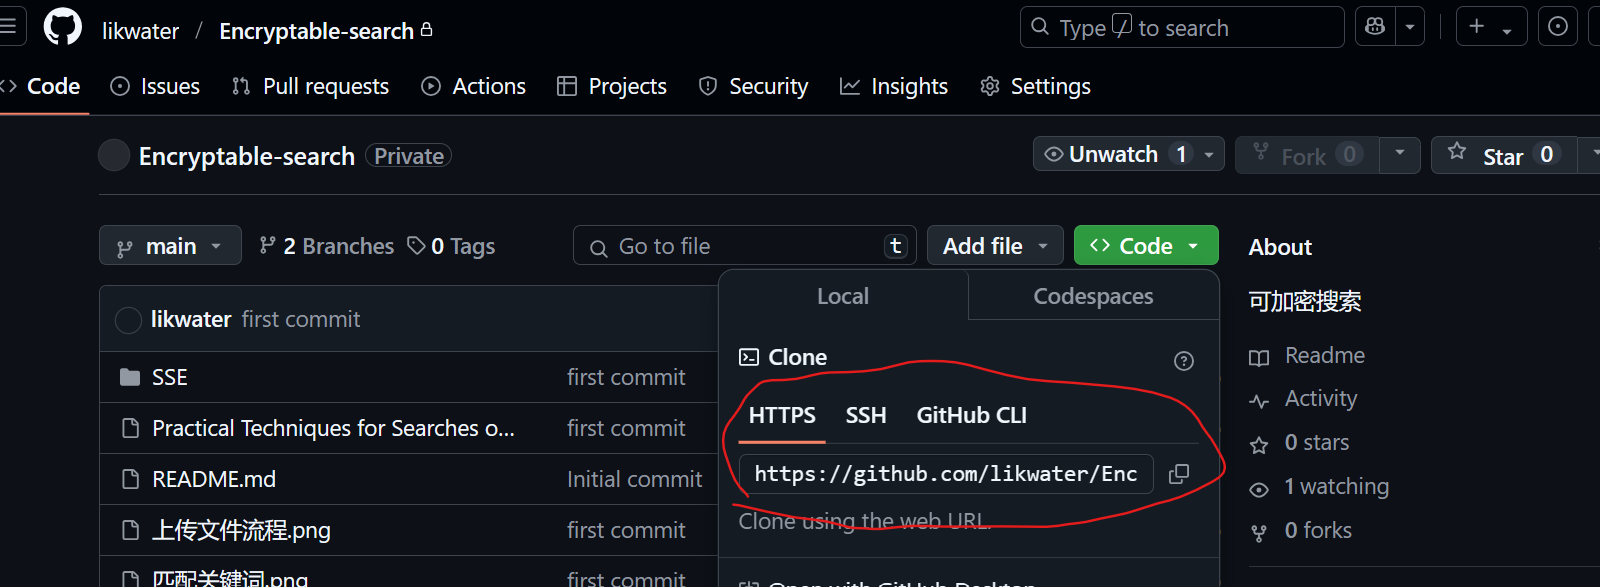 likwater / Encryptable-search
Type / to search
Code Issues Pull requests Actions Projects Security Insights Settings
Encryptable-search Private
Unwatch 1 Fork 0 Star 0
main 2 Branches 0 Tags Go to file t Add file Code
About
Local Codespaces
可加密搜索
likwater first commit
Clone
Readme
SSE first commit
Activity
HTTPS SSH GitHub CLI
Practical Techniques for Searches o... first commit
0 stars
https://github.com/likwater/Enc
README.md Initial commit
1 watching
Clone using the web URL.
上传文件流程.png first commit
0 forks
匹配关键词.png first commit
Open with GitHub Desktop